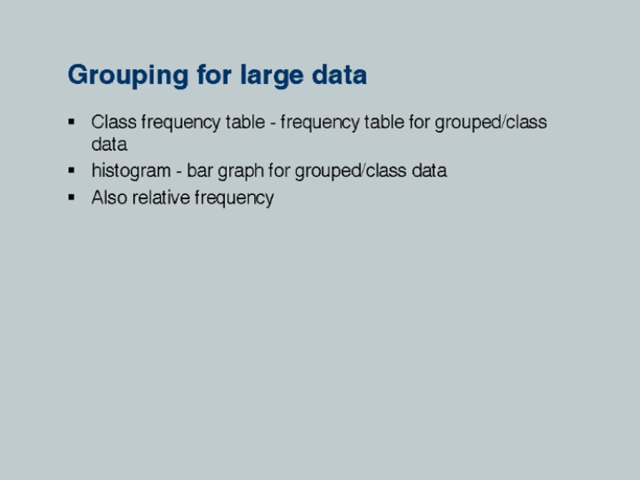 Grouping for large data
▪ Class frequency table - frequency table for grouped/class
data
▪ histogram - bar graph for grouped/class data
▪ Also relative frequency